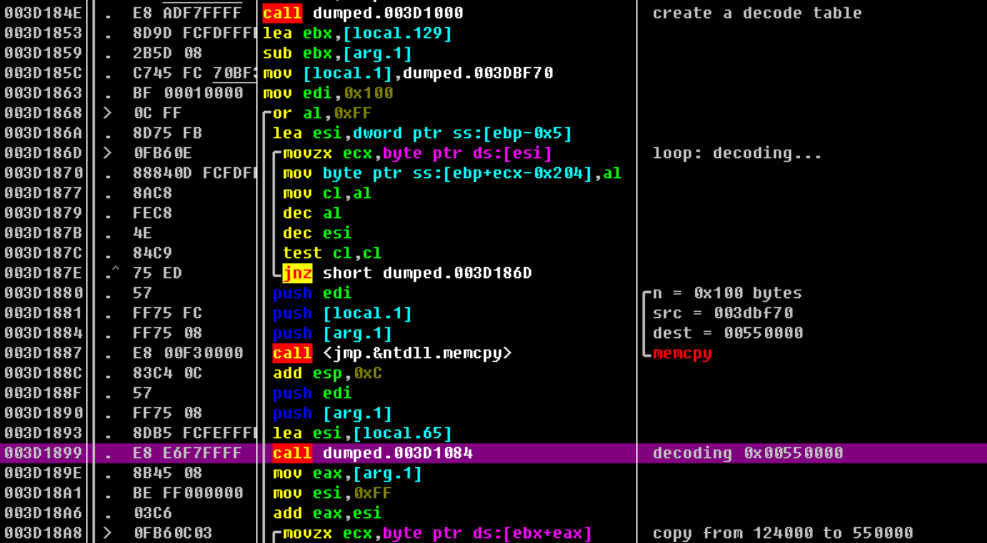 003D184E . E8 ADF7FFFF call dumped.003D1000 create a decode table
003D1853 . 8D9D FCFDFFF lea ebx,[local.129]
003D1859 . 2B5D 08 sub ebx,[arg.1]
003D185C . C745 FC 70BF mov [local.1],dumped.003DBF70
003D1863 . BF 00010000 mov edi,0x100
003D1868 > 0C FF or al,0xFF
003D186A . 8D75 FB lea esi,dword ptr ss:[ebp-0x5]
003D186D > 0FB60E movzx ecx,byte ptr ds:[esi] loop: decoding...
003D1870 . 88840D FCFDF mov byte ptr ss:[ebp+ecx-0x204],al
003D1877 . 8AC8 mov cl,al
003D1879 . FEC8 dec al
003D187B . 4E dec esi
003D187C . 84C9 test cl,cl
003D187E .^ 75 ED jnz short dumped.003D186D
003D1880 . 57 push edi n = 0x100 bytes
003D1881 . FF75 FC push [local.1] src = 003dbf70
003D1884 . FF75 08 push [arg.1] dest = 00550000
003D1887 . E8 00F30000 call <jmp.&ntdll.memcpy> memcpy
003D188C . 83C4 0C add esp,0xC
003D188F . 57 push edi
003D1890 . FF75 08 push [arg.1]
003D1893 . 8DB5 FCFEFFF lea esi,[local.65]
003D1899 . E8 E6F7FFFF call dumped.003D1084 decoding 0x00550000
003D189E . 8B45 08 mov eax,[arg.1]
003D18A1 . BE FF000000 mov esi,0xFF
003D18A6 . 03C6 add eax,esi
003D18A8 > 0FB60C03 movzx ecx,byte ptr ds:[ebx+eax] copy from 124000 to 550000